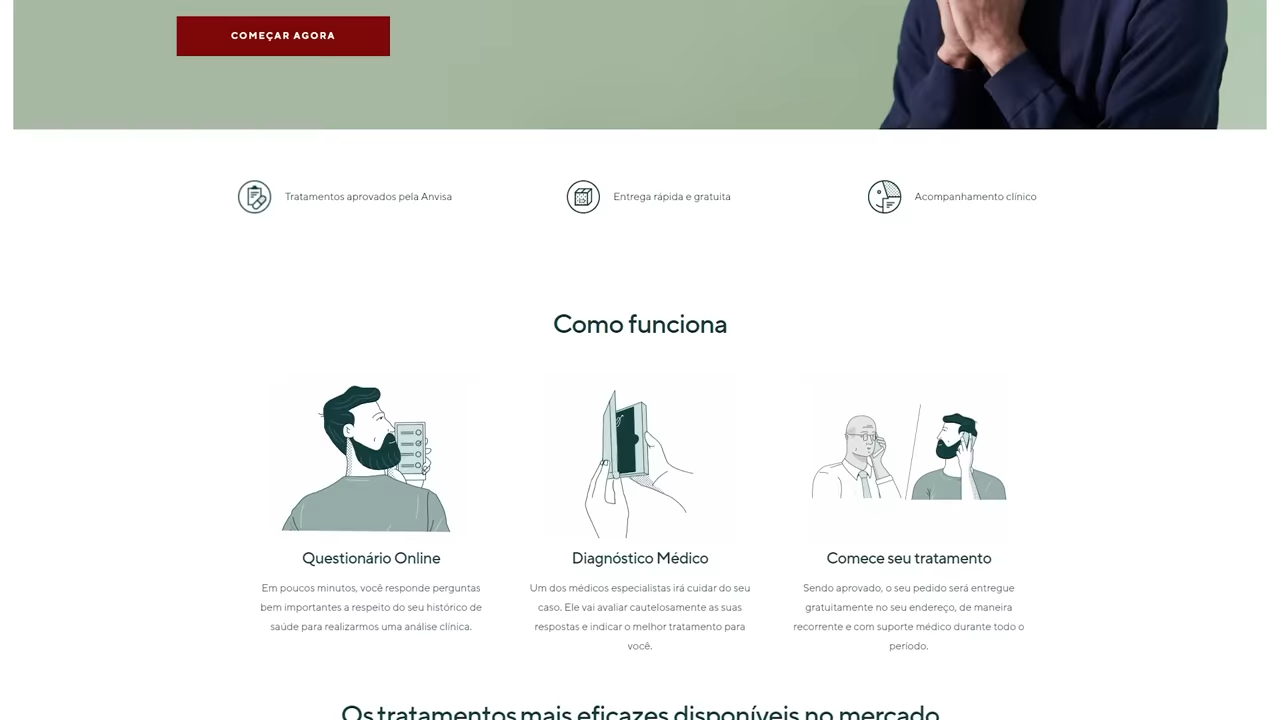 COMEÇAR AGORA
Tratamentos aprovados pela Anvisa
Entrega rápida e gratuita
Acompanhamento clínico
Como funciona
Questionário Online
Em poucos minutos, você responde perguntas
bem importantes a respeito do seu histórico de
saúde para realizarmos uma análise clínica.
Diagnóstico Médico
Um dos médicos especialistas irá cuidar do seu
caso. Ele vai avaliar cautelosamente as suas
respostas e indicar o melhor tratamento para
você.
Comece seu tratamento
Sendo aprovado, o seu pedido será entregue
gratuitamente no seu endereço, de maneira
recorrente e com suporte médico durante todo o
período.
Os tratamentos mais eficazes disponíveis no mercado